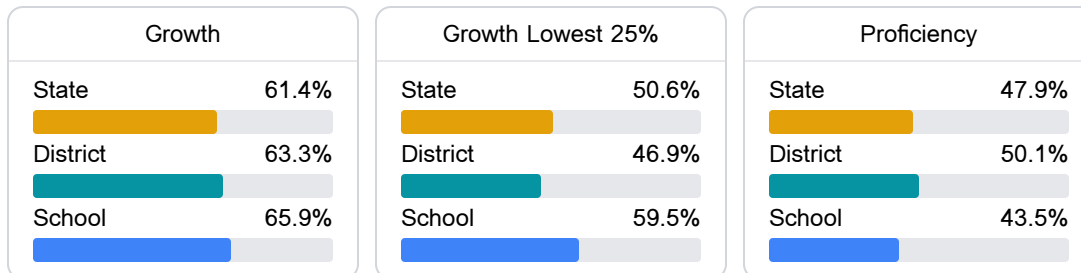 Growth
State 61.4%
District 63.3%
School 65.9%
Growth Lowest 25%
State 50.6%
District 46.9%
School 59.5%
Proficiency
State 47.9%
District 50.1%
School 43.5%